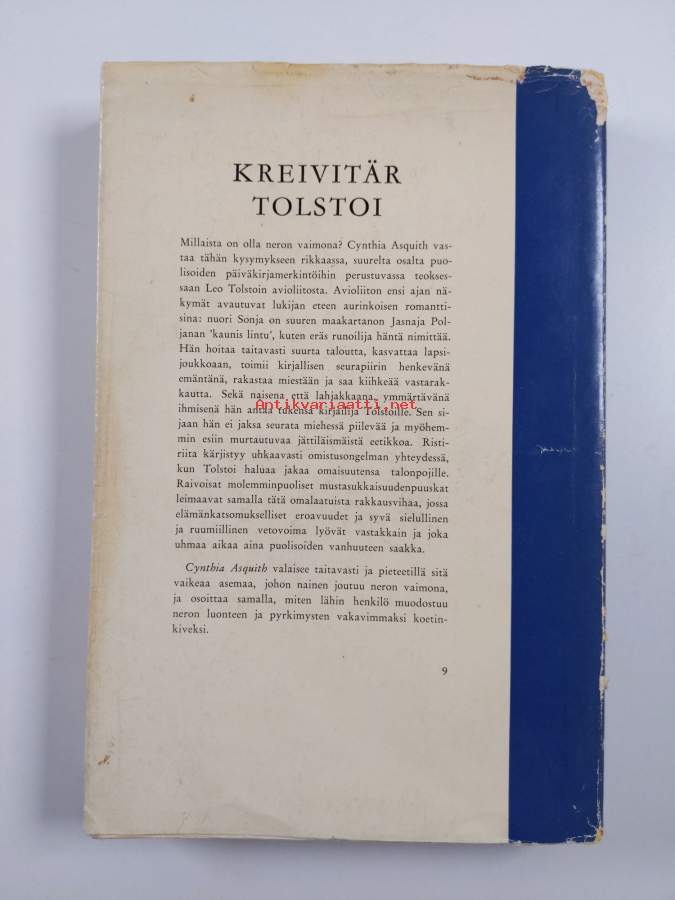 KREIVITÄR
TOLSTOI
Millaista on olla neron vaimona? Cynthia Asquith vas-
taa tähän kysymykseen rikkaassa, suurelta osalta puo-
lisoiden päiväkirjamerkintöihin perustuvassa teokses-
saan Leo Tolstoin avioliitosta. Avioliiton ensi ajan nä-
kymät avautuvat lukijan eteen aurinkoisen romantti-
sina: nuori Sonja on suuren maakartanon Jasnaja Pol-
janan 'kaunis lintu', kuten eräs runoilija häntä nimittää.
Hän hoitaa taitavasti suurta taloutta, kasvattaa lapsi-
joukkoaan, toimii kirjallisen seurapiirin henkevänä
emäntänä, rakastaa miestään ja saa kiihkeää vastarak-
kautta. Sekä naisena että lahjakkaana, ymmärtävänä
Antikvariaatti.net
ihmisenä hän antaa tukensa kirjailija Tolstoille. Sen si-
jaan hän ei jaksa seurata miehessä piilevää ja myöhem-
min esiin murtautuvaa jättiläismäistä eetikkoa. Risti-
riita kärjistyy uhkaavasti omistusongelman yhteydessä,
kun Tolstoi haluaa jakaa omaisuutensa talonpojille.
Raivoisat molemminpuoliset mustasukkaisuudenpuuskat
leimaavat samalla tätä omalaatuista rakkausvihaa, jossa
elämänkatsomukselliset eroavuudet ja syvä sielullinen
ja ruumiillinen vetovoima lyövät vastakkain ja joka
uhmaa aikaa aina puolisoiden vanhuuteen saakka.
Cynthia Asquith valaisee taitavasti ja pieteetillä sitä
vaikeaa asemaa, johon nainen joutuu neron vaimona,
ja osoittaa samalla, miten lähin henkilö muodostuu
neron luonteen ja pyrkimysten vakavimmaksi koetin-
kiveksi.
9